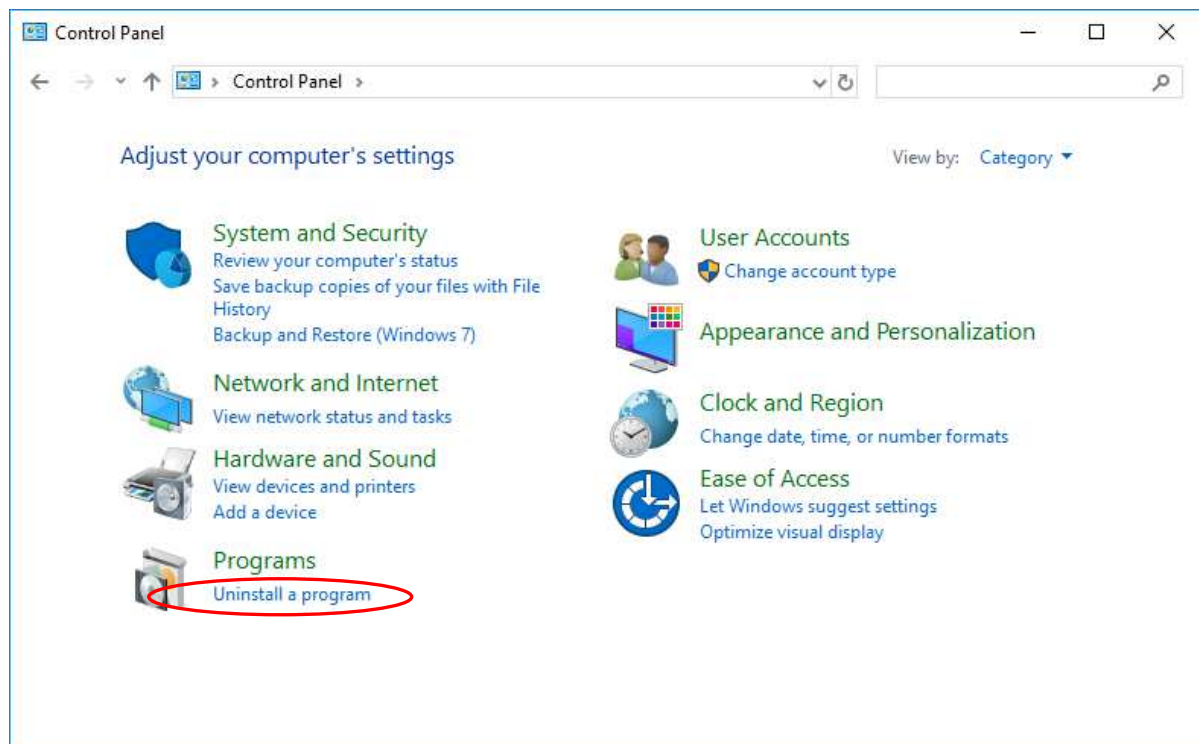 Control Panel
Control Panel
Adjust your computer's settings
View by: Category
System and Security
Review your computer's status
Save backup copies of your files with File
History
Backup and Restore (Windows 7)
Network and Internet
View network status and tasks
Hardware and Sound
View devices and printers
Add a device
Programs
Uninstall a program
User Accounts
Change account type
Appearance and Personalization
Clock and Region
Change date, time, or number formats
Ease of Access
Let Windows suggest settings
Optimize visual display